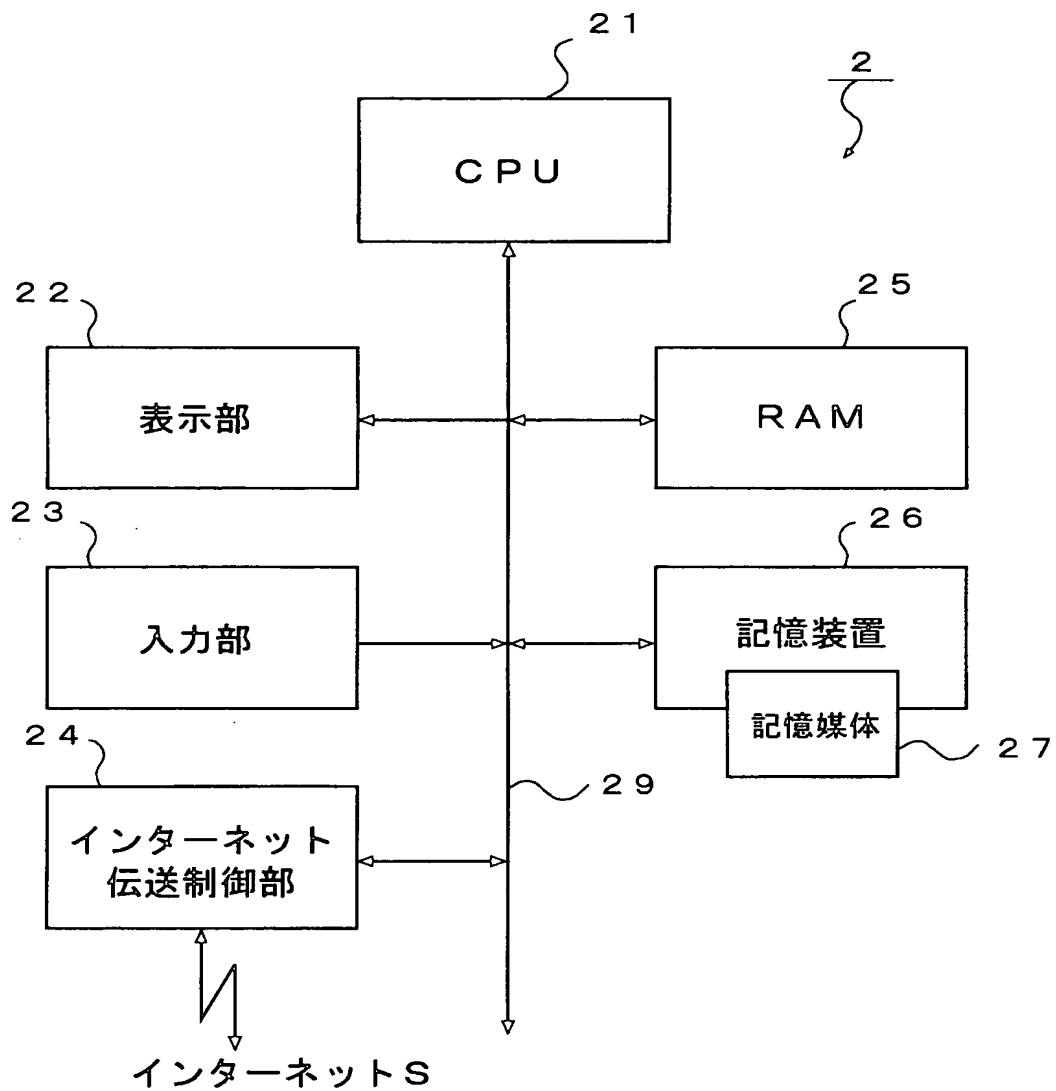 ２１
２
ＣＰＵ
２２
２５
表示部
ＲＡＭ
２３
２６
入力部
記憶装置
記憶媒体
２７
２４
２９
インターネット
伝送制御部
インターネットＳ